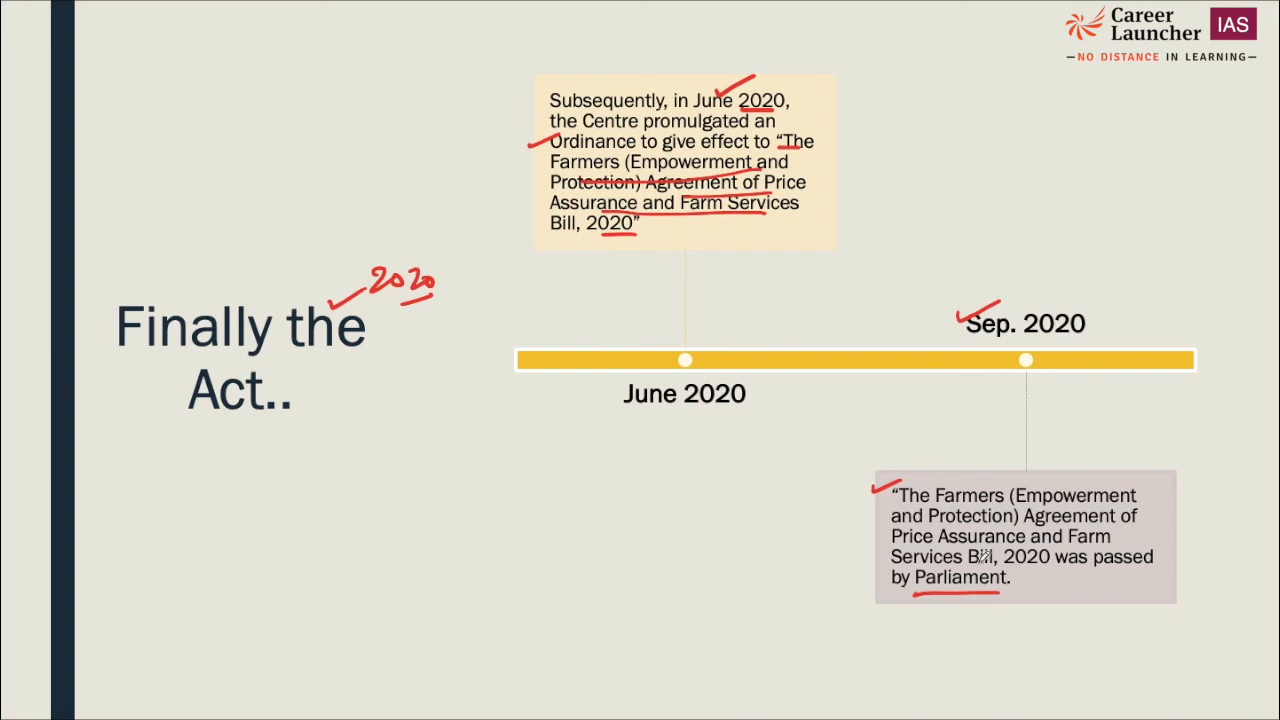 Career
Launcher
IAS
NO DISTANCE IN LEARNING
Subsequently, in June 2020,
the Centre promulgated an
Ordinance to give effect to “The
Farmers (Empowerment and
Protection) Agreement of Price
Assurance and Farm Services
Bill, 2020”
2020
Finally the
Act..
Sep. 2020
June 2020
“The Farmers (Empowerment
and Protection) Agreement of
Price Assurance and Farm
Services Bill, 2020 was passed
by Parliament.